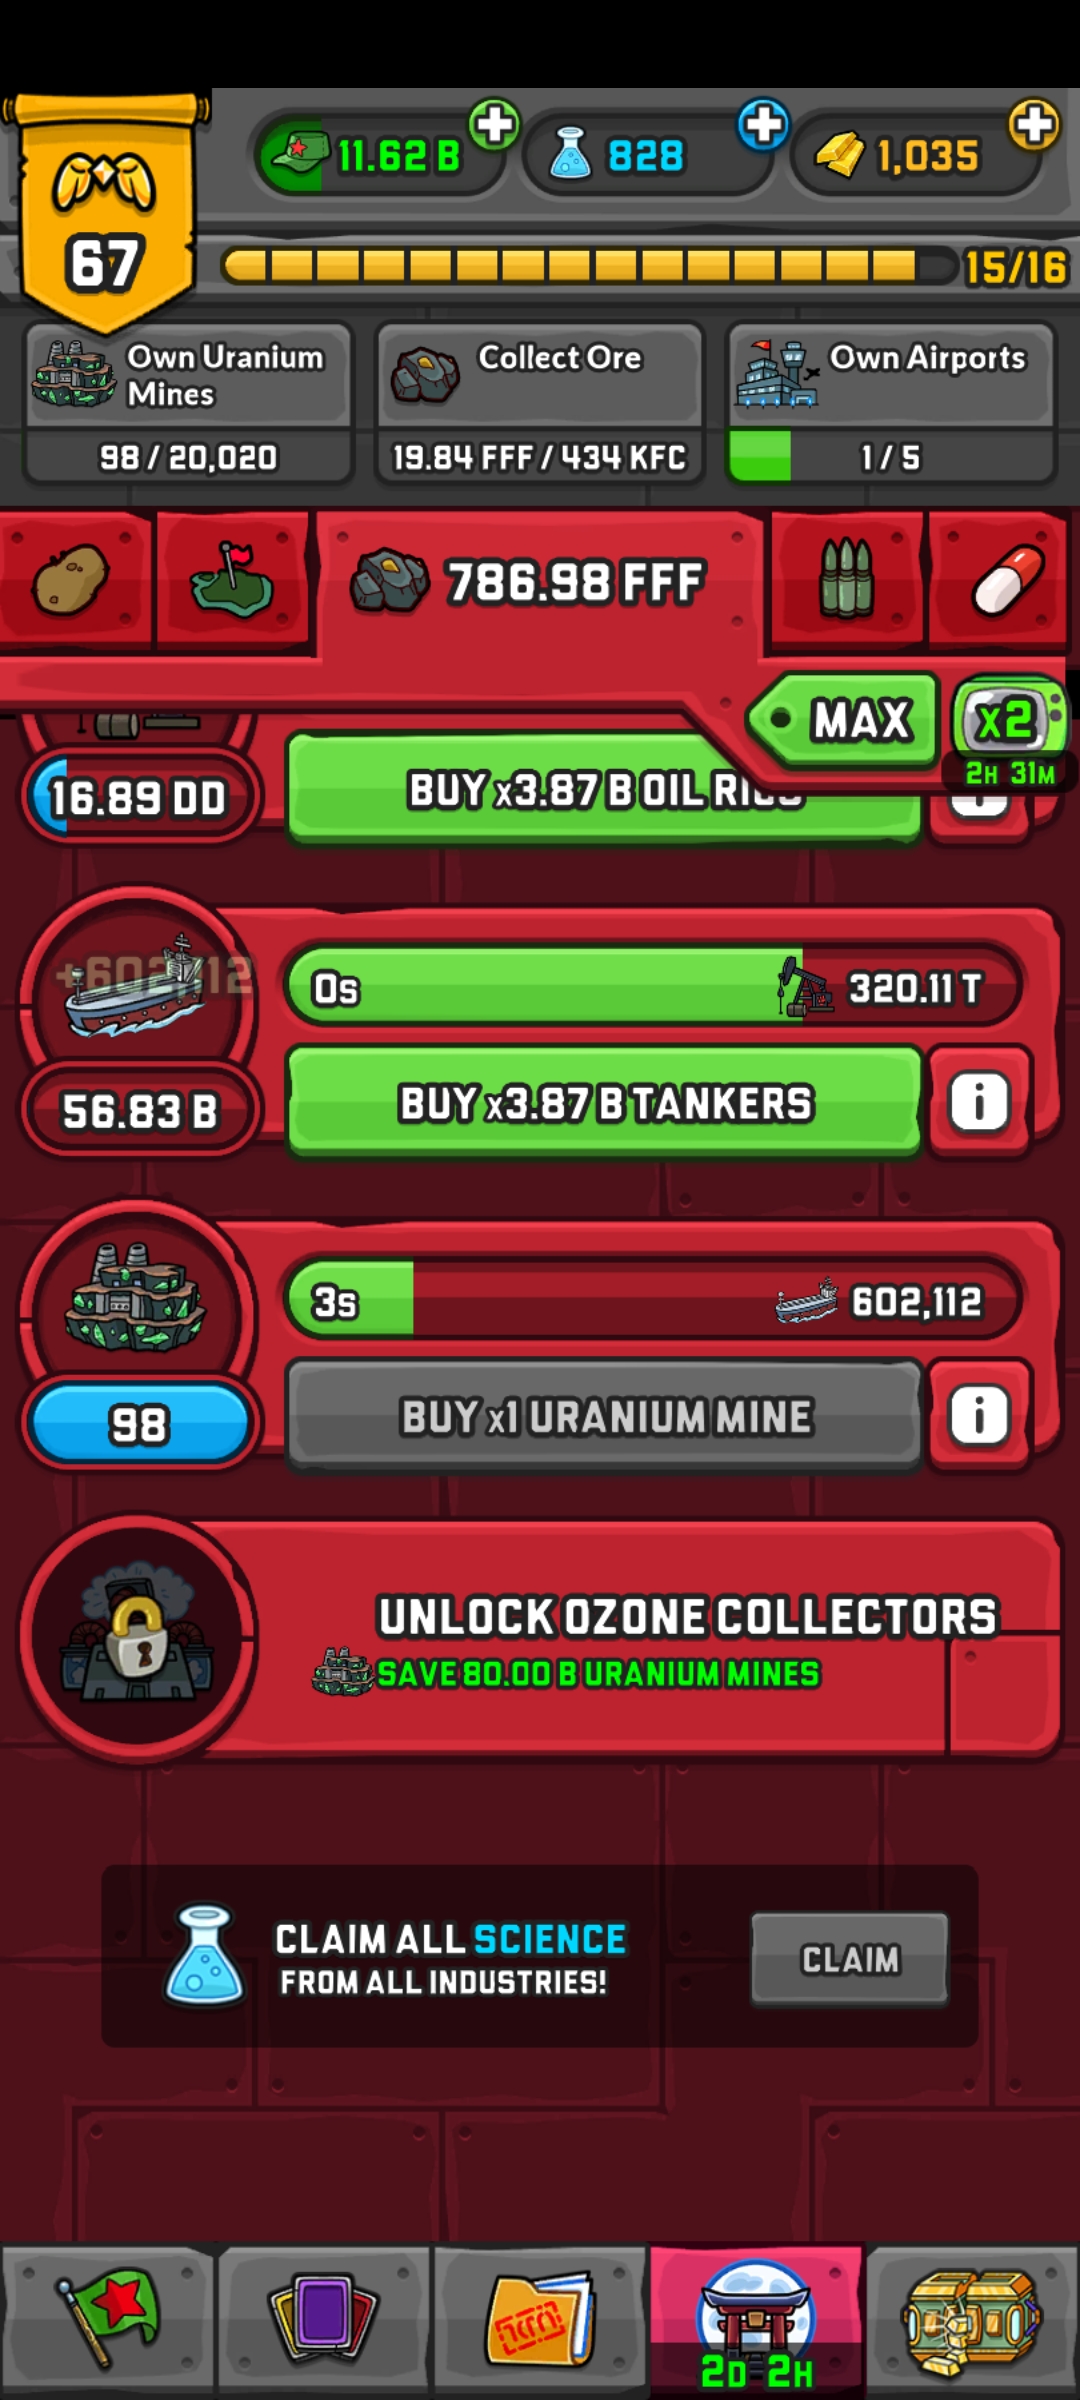 11.62 B
828
1,035
67
15/16
Own Uranium
Mines
98 / 20,020
Collect Ore
19.84 FFF / 434 KFC
Own Airports
1 / 5
786.98 FFF
MAX
x2
2H 31M
16.89 DD
BUY x3.87 B OIL RIGS
+602,112
0s
320.11 T
56.83 B
BUY x3.87 B TANKERS
i
3s
602,112
98
BUY x1 URANIUM MINE
i
UNLOCK OZONE COLLECTORS
SAVE 80.00 B URANIUM MINES
CLAIM ALL SCIENCE
FROM ALL INDUSTRIES!
CLAIM
2D 2H